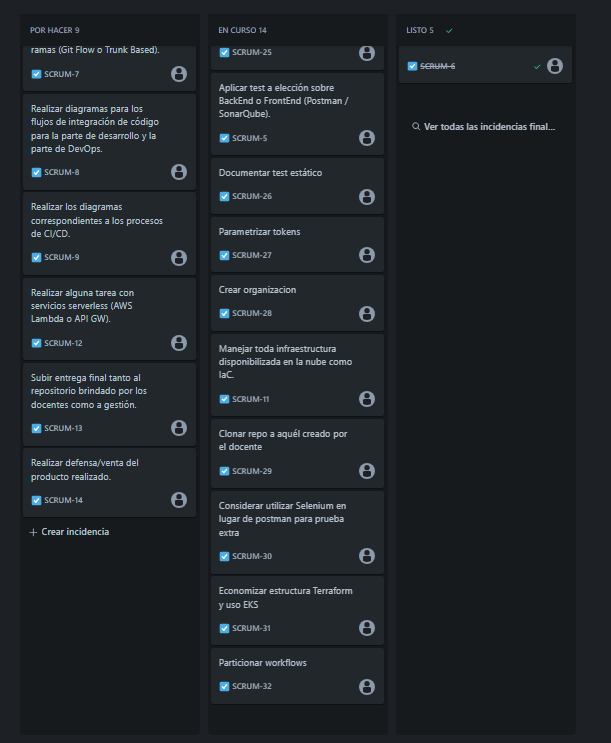 POR HACER 9
ramas (Git Flow o Trunk Based).
SCRUM-7
Realizar diagramas para los
flujos de integración de código
para la parte de desarrollo y la
parte de DevOps.
SCRUM-8
Realizar los diagramas
correspondientes a los procesos
de CI/CD.
SCRUM-9
Realizar alguna tarea con
servicios serverless (AWS
Lambda o API GW).
SCRUM-12
Subir entrega final tanto al
repositorio brindado por los
docentes como a gestión.
SCRUM-13
Realizar defensa/venta del
producto realizado.
SCRUM-14
Crear incidencia
EN CURSO 14
SCRUM-25
Aplicar test a elección sobre
BackEnd o FrontEnd (Postman /
SonarQube).
SCRUM-5
Documentar test estático
SCRUM-26
Parametrizar tokens
SCRUM-27
Crear organizacion
SCRUM-28
Manejar toda infraestructura
disponibilizada en la nube como
IaC.
SCRUM-11
Clonar repo a aquél creado por
el docente
SCRUM-29
Considerar utilizar Selenium en
lugar de postman para prueba
extra
SCRUM-30
Economizar estructura Terraform
y uso EKS
SCRUM-31
Particionar workflows
SCRUM-32
LISTO 5
SCRUM-6
Ver todas las incidencias final...